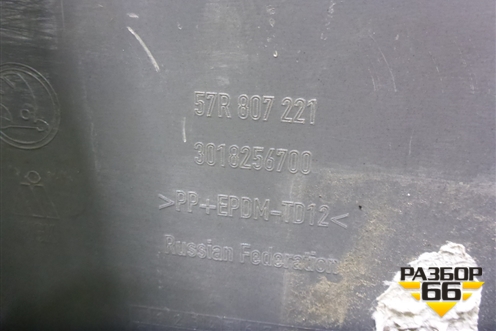 57R 807 221
3018256700
>PP+EPDM-TD12<
Russian Federation
РАЗБОР
66